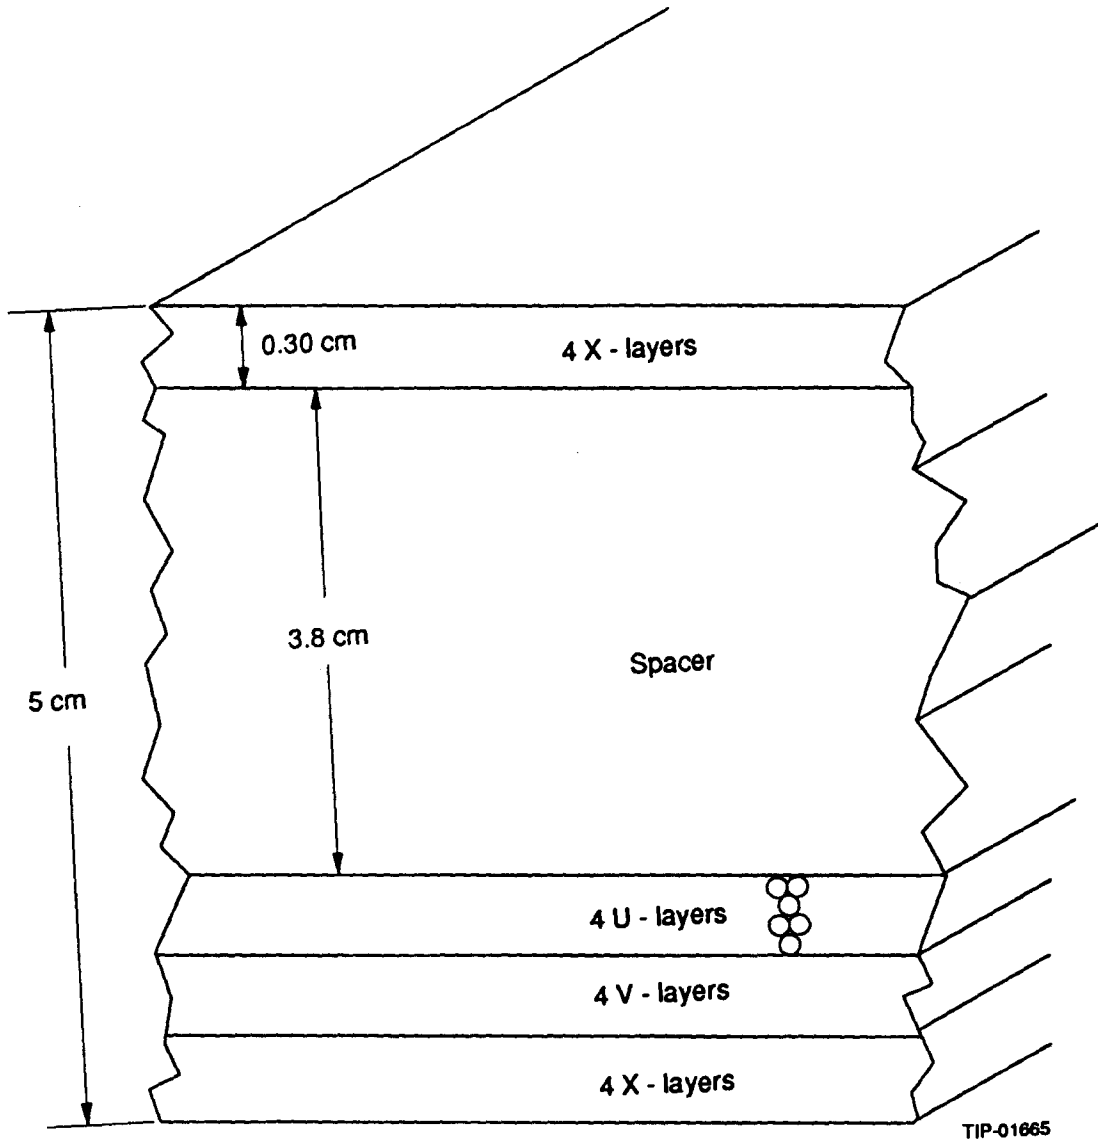 0.30 cm
4 X - layers
3.8 cm
Spacer
5 cm
4 U - layers
4 V - layers
4 X - layers
TIP-01665